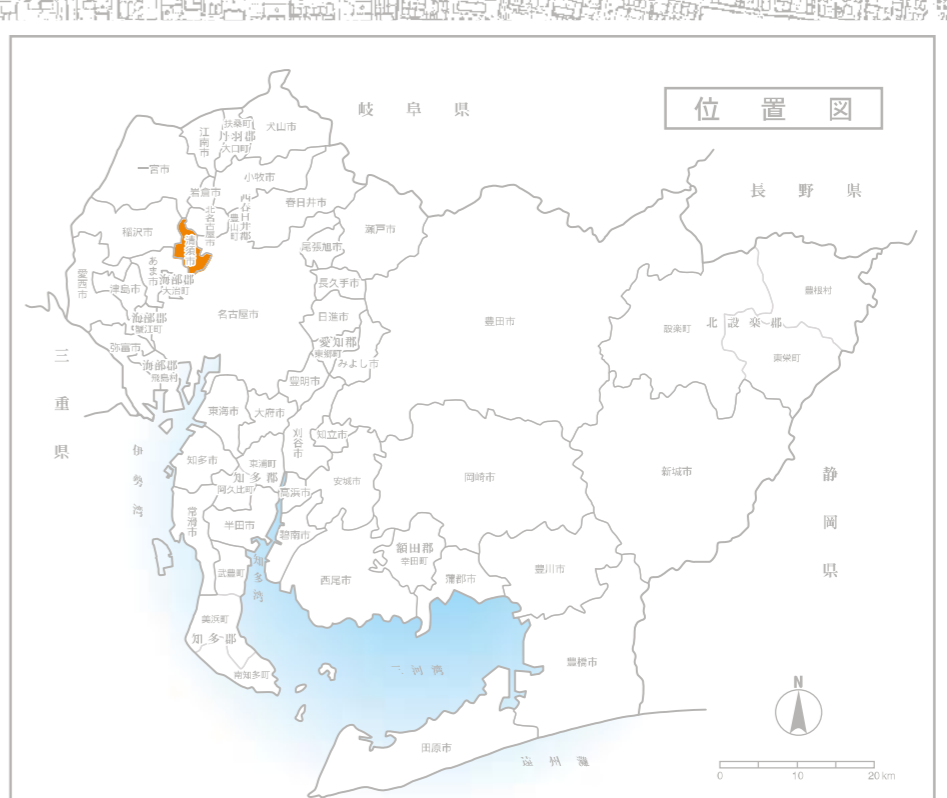 位置図
岐阜県
長野県
静岡県
三重県
伊勢湾
知多湾
三河湾
遠州灘
犬山市
扶桑町
丹羽郡
大口町
江南市
一宮市
小牧市
岩倉市
西春日井郡
豊山町
北名古屋市
春日井市
瀬戸市
稲沢市
清須市
尾張旭市
あま市
海部郡
大治町
愛西市
津島市
名古屋市
長久手市
日進市
海部郡
蟹江町
愛知郡
東郷町
みよし市
豊田市
弥富市
海部郡
飛島村
豊明市
設楽町
北設楽郡
豊根村
東栄町
東海市
大府市
刈谷市
知立市
知多市
東浦町
知多郡
阿久比町
高浜市
安城市
岡崎市
新城市
常滑市
半田市
碧南市
武豊町
西尾市
額田郡
幸田町
蒲郡市
豊川市
美浜町
知多郡
南知多町
豊橋市
田原市
N
0 10 20 km